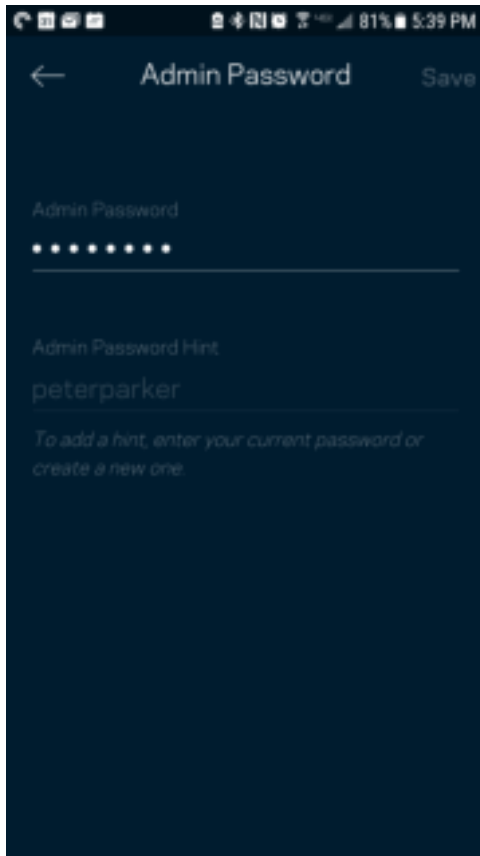 81% 5:39 PM
Admin Password Save
Admin Password
••••••••
Admin Password Hint
peterparker
To add a hint, enter your current password or
create a new one.